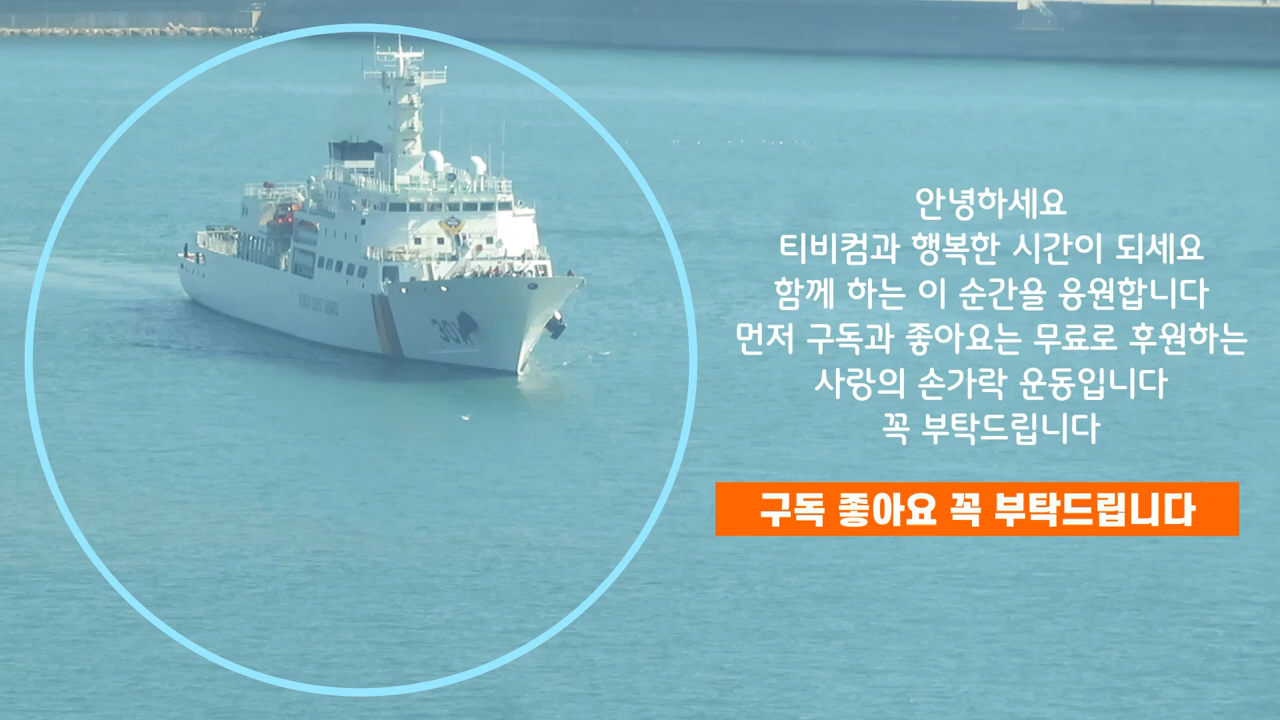 안녕하세요
티비컴과 행복한 시간이 되세요
함께 하는 이 순간을 응원합니다
먼저 구독과 좋아요는 무료로 후원하는
사랑의 손가락 운동입니다
꼭 부탁드립니다
구독 좋아요 꼭 부탁드립니다
KOREA COAST GUARD